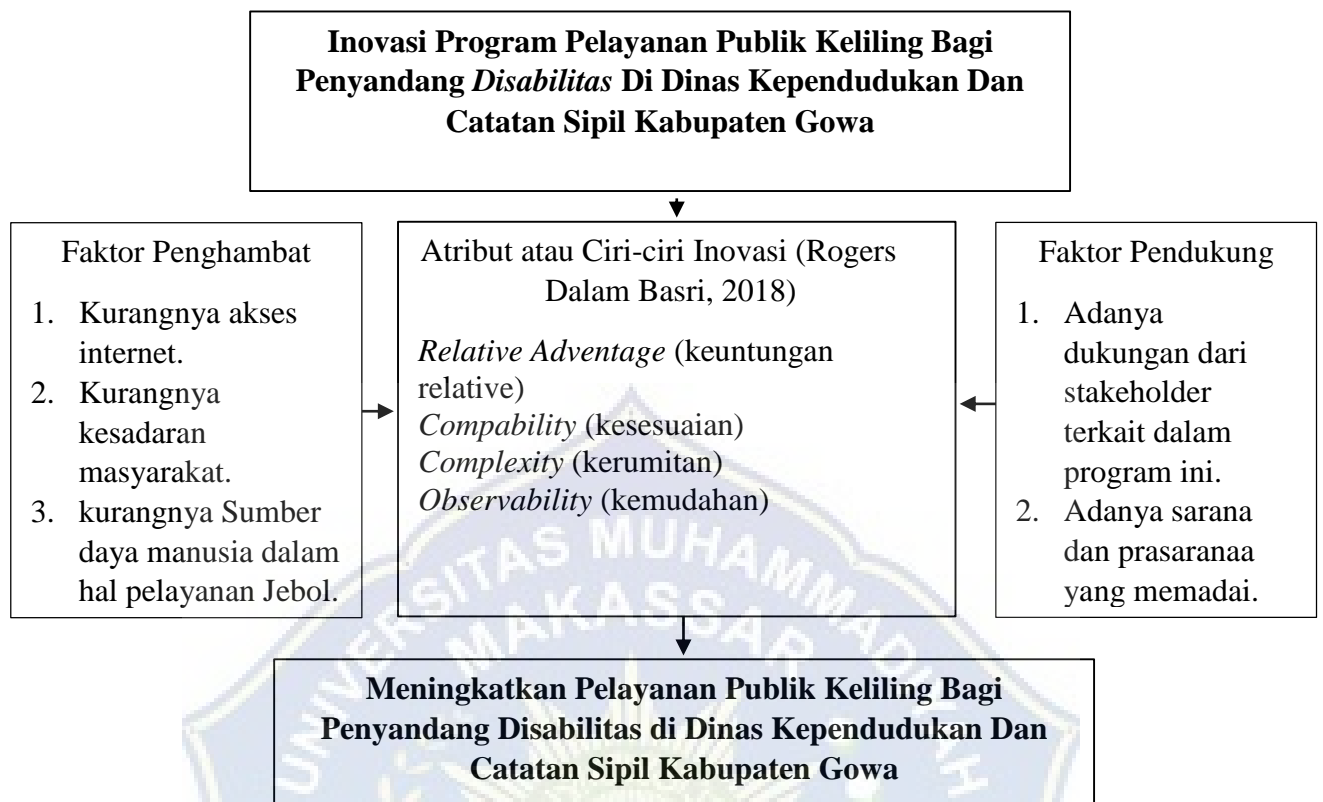 Inovasi Program Pelayanan Publik Keliling Bagi
Penyandang Disabilitas Di Dinas Kependudukan Dan
Catatan Sipil Kabupaten Gowa
Faktor Penghambat
1. Kurangnya akses
internet.
2. Kurangnya
kesadaran
masyarakat.
3. kurangnya Sumber
daya manusia dalam
hal pelayanan Jebol.
Atribut atau Ciri-ciri Inovasi (Rogers
Dalam Basri, 2018)
Relative Adventage (keuntungan
relative)
Compability (kesesuaian)
Complexity (kerumitan)
Observability (kemudahan)
Faktor Pendukung
1. Adanya
dukungan dari
stakeholder
terkait dalam
program ini.
2. Adanya sarana
dan prasaranaa
yang memadai.
UNIVERSITAS MUHAMMADIYAH
MAKASSAR
Meningkatkan Pelayanan Publik Keliling Bagi
Penyandang Disabilitas di Dinas Kependudukan Dan
Catatan Sipil Kabupaten Gowa